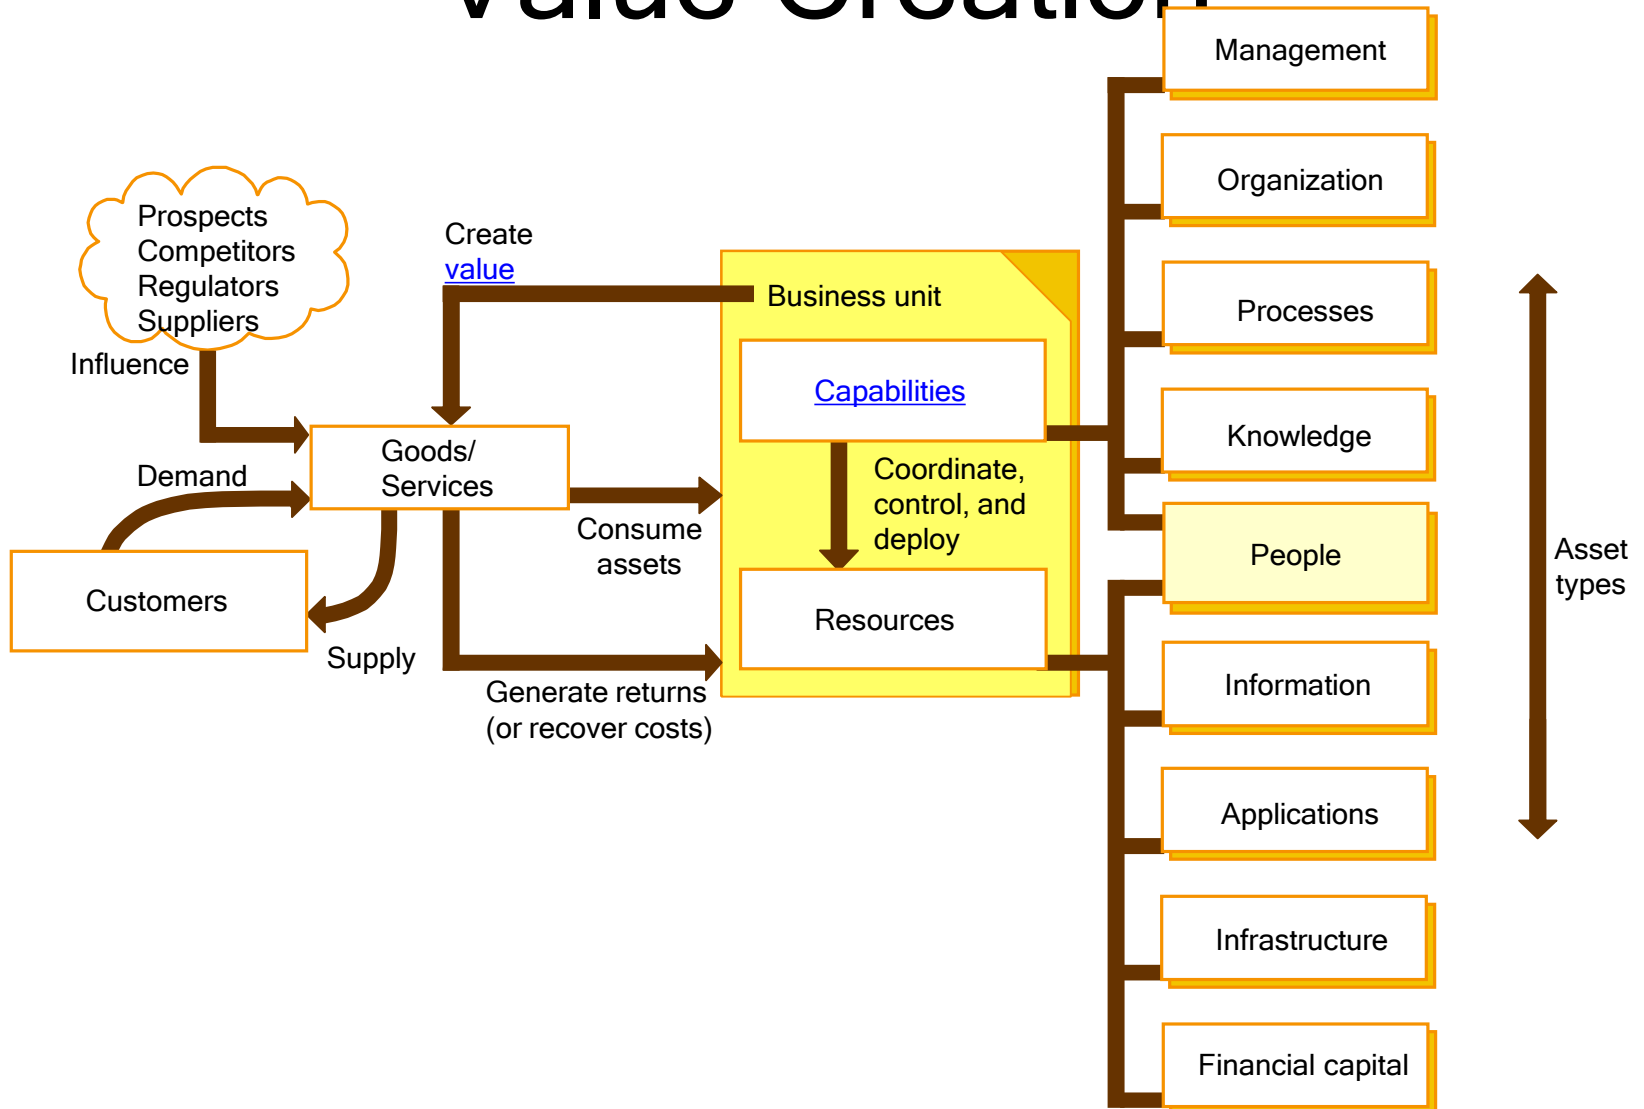 Value Creation
Management
Organization
Prospects
Competitors
Regulators
Suppliers
Create
value
Business unit
Processes
Influence
Capabilities
Goods/
Services
Knowledge
Demand
Coordinate,
control, and
deploy
Consume
assets
People
Asset
types
Customers
Resources
Supply
Generate returns
(or recover costs)
Information
Applications
Infrastructure
Financial capital